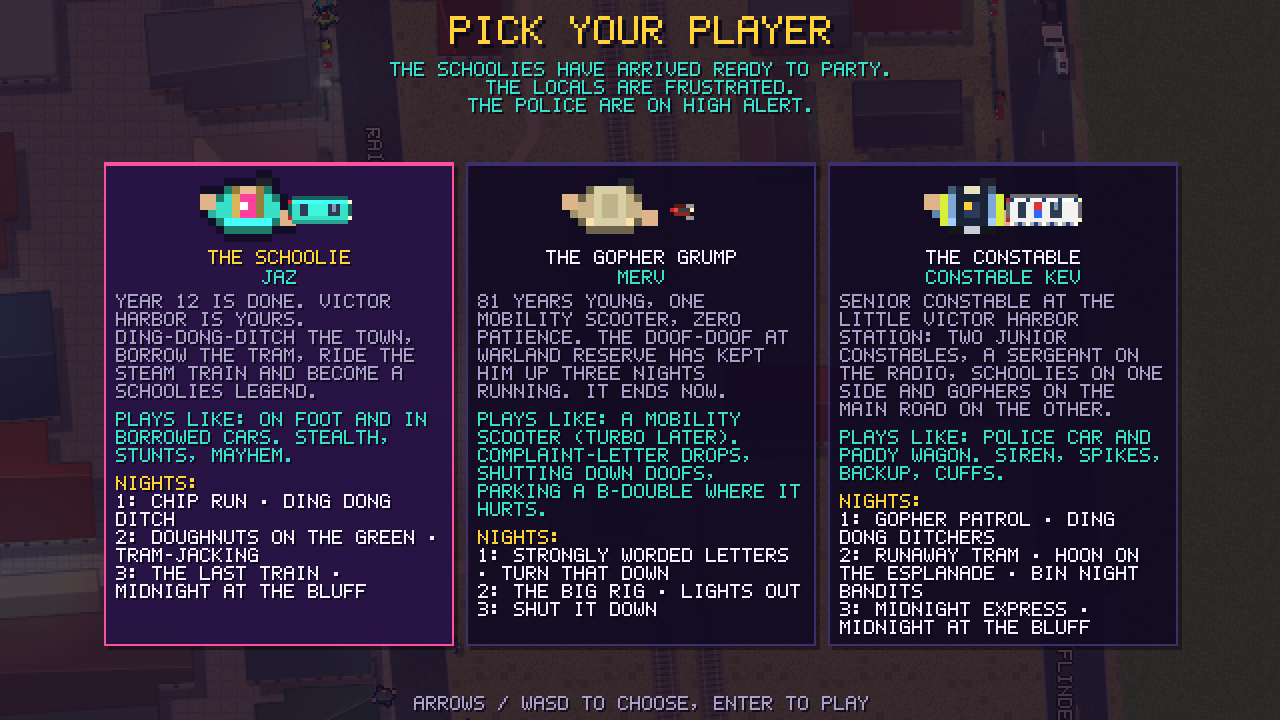 PICK YOUR PLAYER
THE SCHOOLIES HAVE ARRIVED READY TO PARTY.
THE LOCALS ARE FRUSTRATED.
THE POLICE ARE ON HIGH ALERT.
RAI
THE SCHOOLIE
JAZ
YEAR 12 IS DONE. VICTOR
HARBOR IS YOURS.
DING-DONG-DITCH THE TOWN,
BORROW THE TRAM, RIDE THE
STEAM TRAIN AND BECOME A
SCHOOLIES LEGEND.
PLAYS LIKE: ON FOOT AND IN
BORROWED CARS. STEALTH,
STUNTS, MAYHEM.
NIGHTS:
1: CHIP RUN · DING DONG
DITCH
2: DOUGHNUTS ON THE GREEN ·
TRAM-JACKING
3: THE LAST TRAIN ·
MIDNIGHT AT THE BLUFF
THE GOPHER GRUMP
MERV
81 YEARS YOUNG, ONE
MOBILITY SCOOTER, ZERO
PATIENCE. THE DOOF-DOOF AT
WARLAND RESERVE HAS KEPT
HIM UP THREE NIGHTS
RUNNING. IT ENDS NOW.
PLAYS LIKE: A MOBILITY
SCOOTER (TURBO LATER).
COMPLAINT-LETTER DROPS,
SHUTTING DOWN DOOFS,
PARKING A B-DOUBLE WHERE IT
HURTS.
NIGHTS:
1: STRONGLY WORDED LETTERS
· TURN THAT DOWN
2: THE BIG RIG · LIGHTS OUT
3: SHUT IT DOWN
THE CONSTABLE
CONSTABLE KEV
SENIOR CONSTABLE AT THE
LITTLE VICTOR HARBOR
STATION: TWO JUNIOR
CONSTABLES, A SERGEANT ON
THE RADIO, SCHOOLIES ON ONE
SIDE AND GOPHERS ON THE
MAIN ROAD ON THE OTHER.
PLAYS LIKE: POLICE CAR AND
PADDY WAGON. SIREN, SPIKES,
BACKUP, CUFFS.
NIGHTS:
1: GOPHER PATROL · DING
DONG DITCHERS
2: RUNAWAY TRAM · HOON ON
THE ESPLANADE · BIN NIGHT
BANDITS
3: MIDNIGHT EXPRESS ·
MIDNIGHT AT THE BLUFF
FLINDE
ARROWS / WASD TO CHOOSE, ENTER TO PLAY